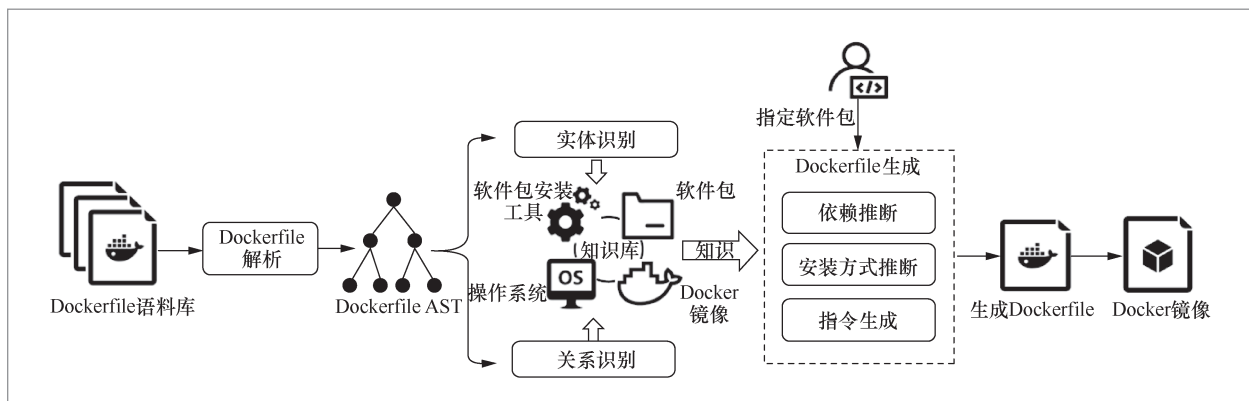 Dockerfile语料库
Dockerfile
解析
Dockerfile AST
实体识别
软件包安装
工具
软件包
(知识库)
操作系统
OS
Docker
镜像
关系识别
知识
</>
指定软件包
Dockerfile生成
依赖推断
安装方式推断
指令生成
生成Dockerfile
Docker镜像